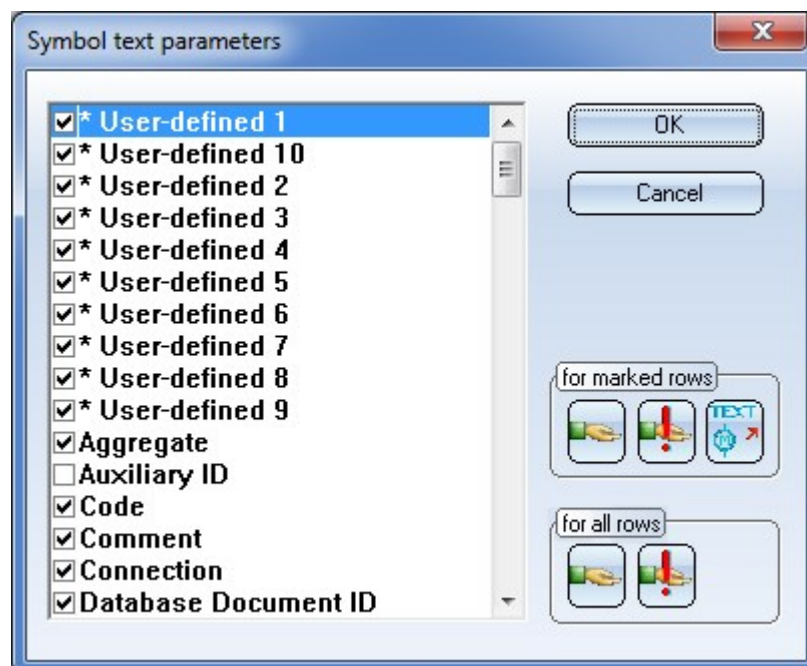 Symbol text parameters
* User-defined 1
* User-defined 10
* User-defined 2
* User-defined 3
* User-defined 4
* User-defined 5
* User-defined 6
* User-defined 7
* User-defined 8
* User-defined 9
Aggregate
Auxiliary ID
Code
Comment
Connection
Database Document ID
OK
Cancel
for marked rows
TEXT
M
for all rows